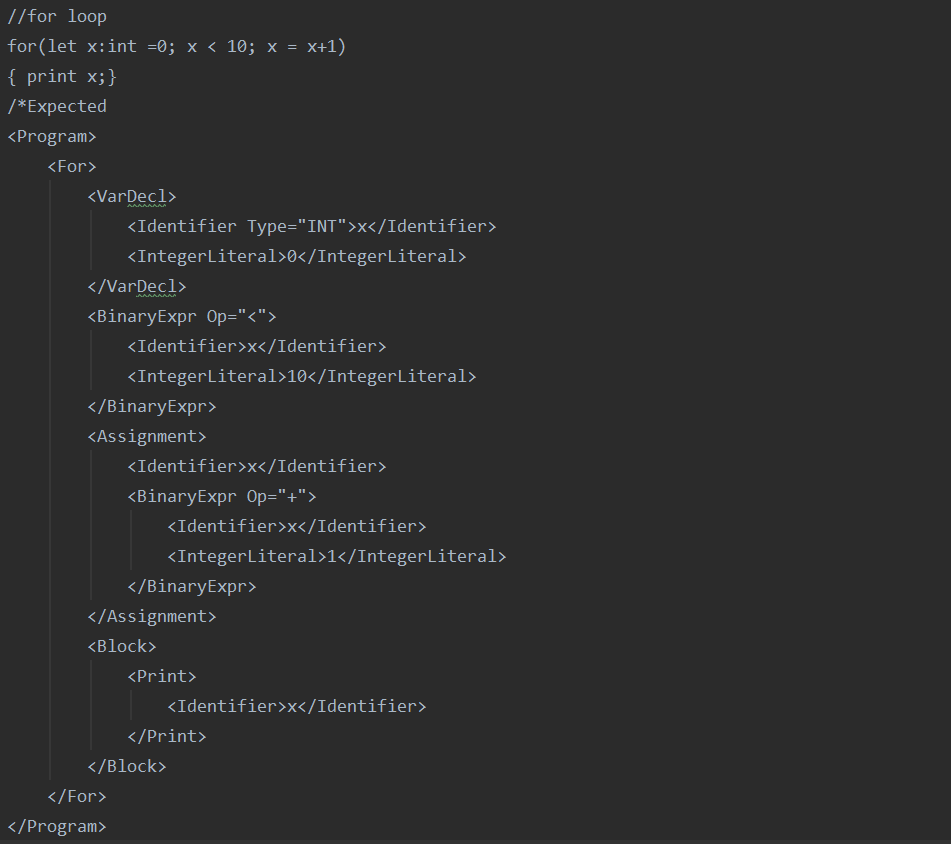 //for loop
for(let x:int =0; x < 10; x = x+1)
{ print x;}
/*Expected
<Program>
    <For>
        <VarDecl>
            <Identifier Type="INT">x</Identifier>
            <IntegerLiteral>0</IntegerLiteral>
        </VarDecl>
        <BinaryExpr Op="<">
            <Identifier>x</Identifier>
            <IntegerLiteral>10</IntegerLiteral>
        </BinaryExpr>
        <Assignment>
            <Identifier>x</Identifier>
            <BinaryExpr Op="+">
                <Identifier>x</Identifier>
                <IntegerLiteral>1</IntegerLiteral>
            </BinaryExpr>
        </Assignment>
        <Block>
            <Print>
                <Identifier>x</Identifier>
            </Print>
        </Block>
    </For>
</Program>